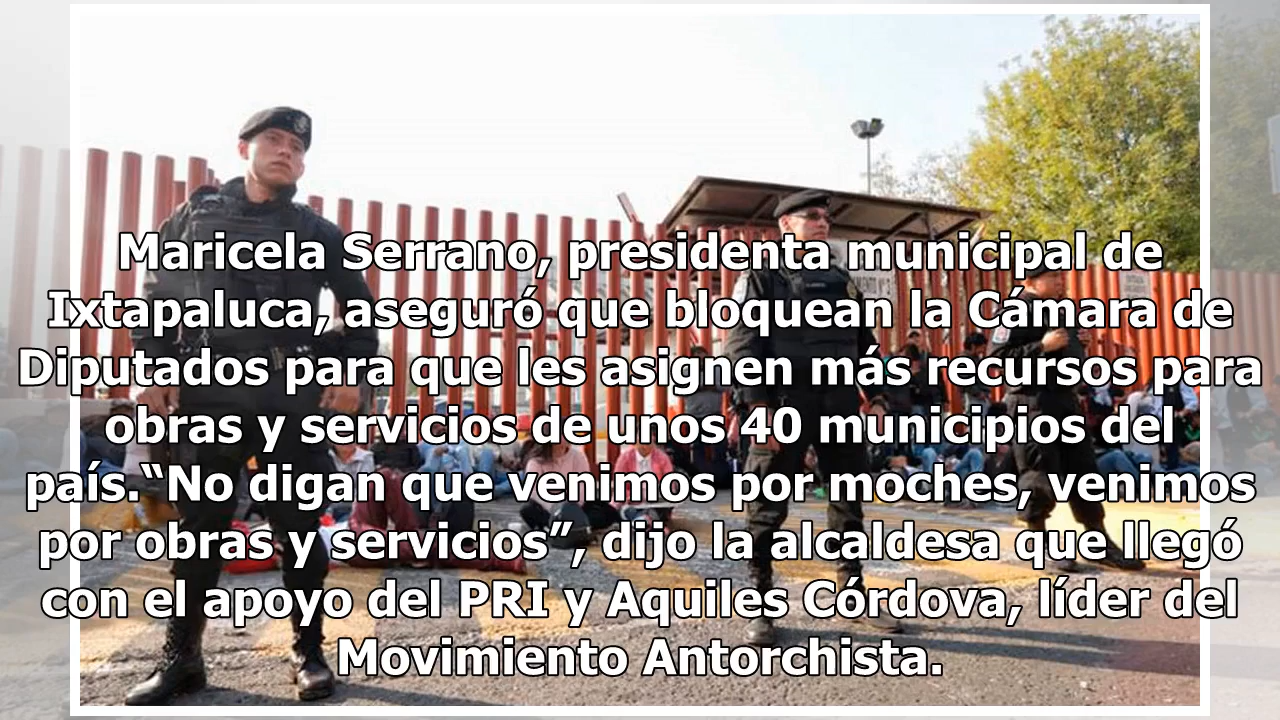 Maricela Serrano, presidenta municipal de
Ixtapaluca, aseguró que bloquean la Cámara de
Diputados para que les asignen más recursos para
obras y servicios de unos 40 municipios del
país.“No digan que venimos por moches, venimos
por obras y servicios”, dijo la alcaldesa que llegó
con el apoyo del PRI y Aquiles Córdova, líder del
Movimiento Antorchista.